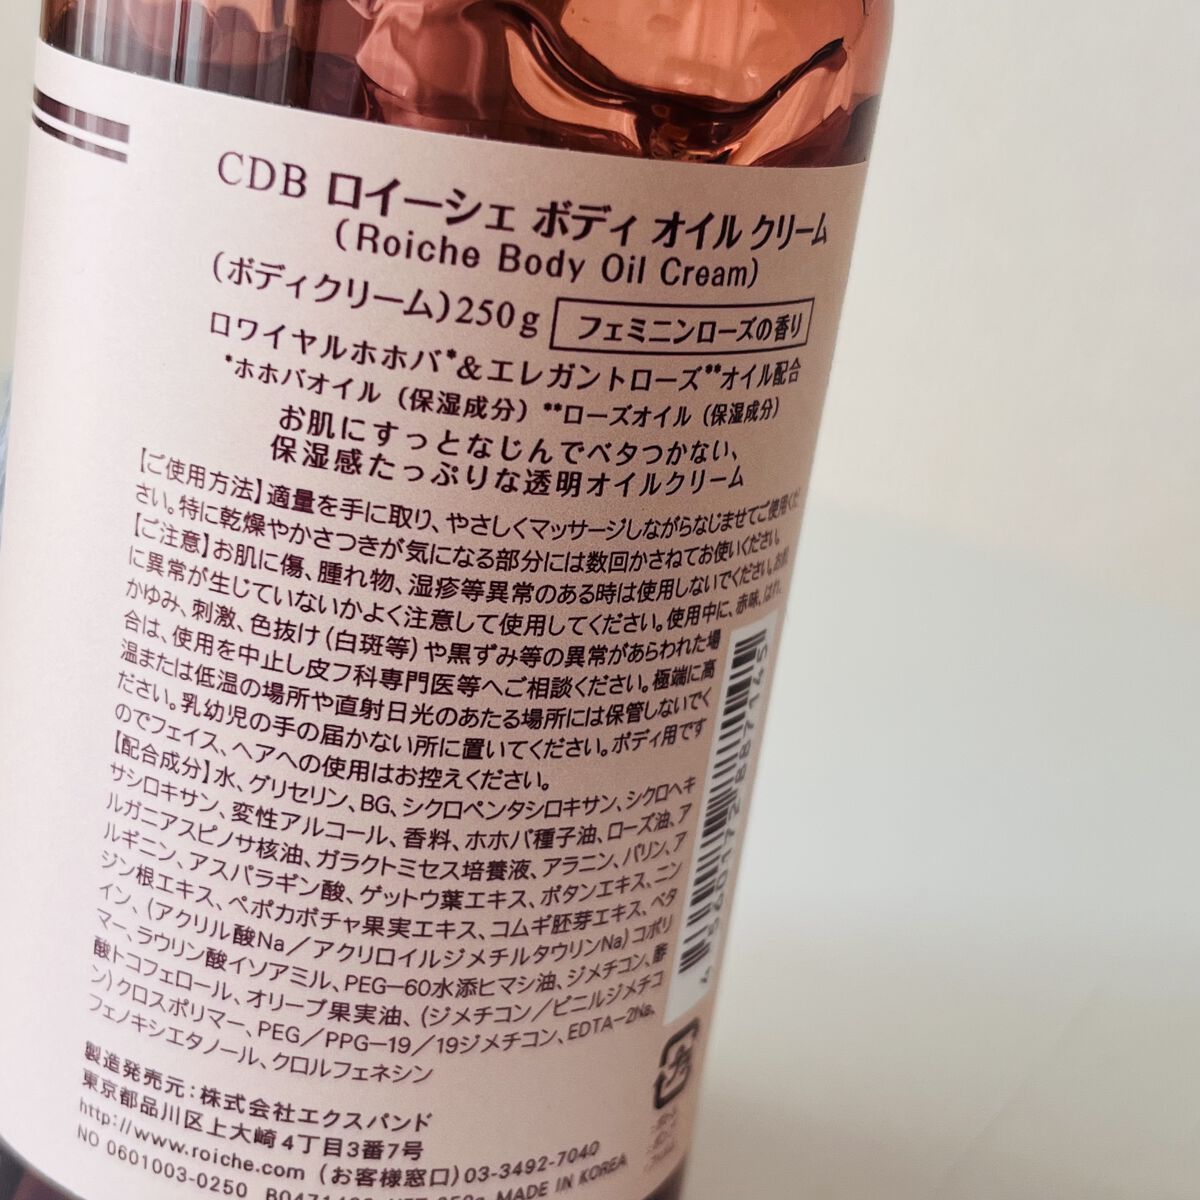 CDB ロイーシェ ボディ オイル クリーム
(Roiche Body Oil Cream)
(ボディクリーム)250g フェミニンローズの香り
ロワイヤルホホバ*&エレガントローズ**オイル配合
*ホホバオイル（保湿成分）**ローズオイル（保湿成分）
お肌にすっとなじんでベタつかない、
保湿感たっぷりな透明オイルクリーム
【ご使用方法】適量を手に取り、やさしくマッサージしながらなじませてご使用くだ
さい。特に乾燥やかさつきが気になる部分には数回かさねてお使いください。
【ご注意】お肌に傷、腫れ物、湿疹等異常のある時は使用しないでください。お肌
に異常が生じていないかよく注意して使用してください。使用中に、赤味、はれ、
かゆみ、刺激、色抜け(白斑等)や黒ずみ等の異常があらわれた場
合は、使用を中止し皮フ科専門医等へご相談ください。極端に高
温または低温の場所や直射日光のあたる場所には保管しないでく
ださい。乳幼児の手の届かない所に置いてください。ボディ用です
のでフェイス、ヘアへの使用はお控えください。
【配合成分】水、グリセリン、BG、シクロペンタシロキサン、シクロヘキ
サシロキサン、変性アルコール、香料、ホホバ種子油、ローズ油、ア
ルガニアスピノサ核油、ガラクトミセス培養液、アラニン、バリン、ア
ルギニン、アスパラギン酸、ゲットウ葉エキス、ボタンエキス、ニン
ジン根エキス、ペポカボチャ果実エキス、コムギ胚芽エキス、ベタ
イン、(アクリル酸Na／アクリロイルジメチルタウリンNa)コポリ
マー、ラウリン酸イソアミル、PEG-60水添ヒマシ油、ジメチコン、酢
酸トコフェロール、オリーブ果実油、(ジメチコン／ビニルジメチコ
ン)クロスポリマー、PEG／PPG-19／19ジメチコン、EDTA-2Na、
フェノキシエタノール、クロルフェネシン
製造発売元：株式会社エクスパンド
東京都品川区上大崎4丁目3番7号
http://www.roiche.com (お客様窓口)03-3492-7040
NO 0601003-0250 MADE IN KOREA
プラ